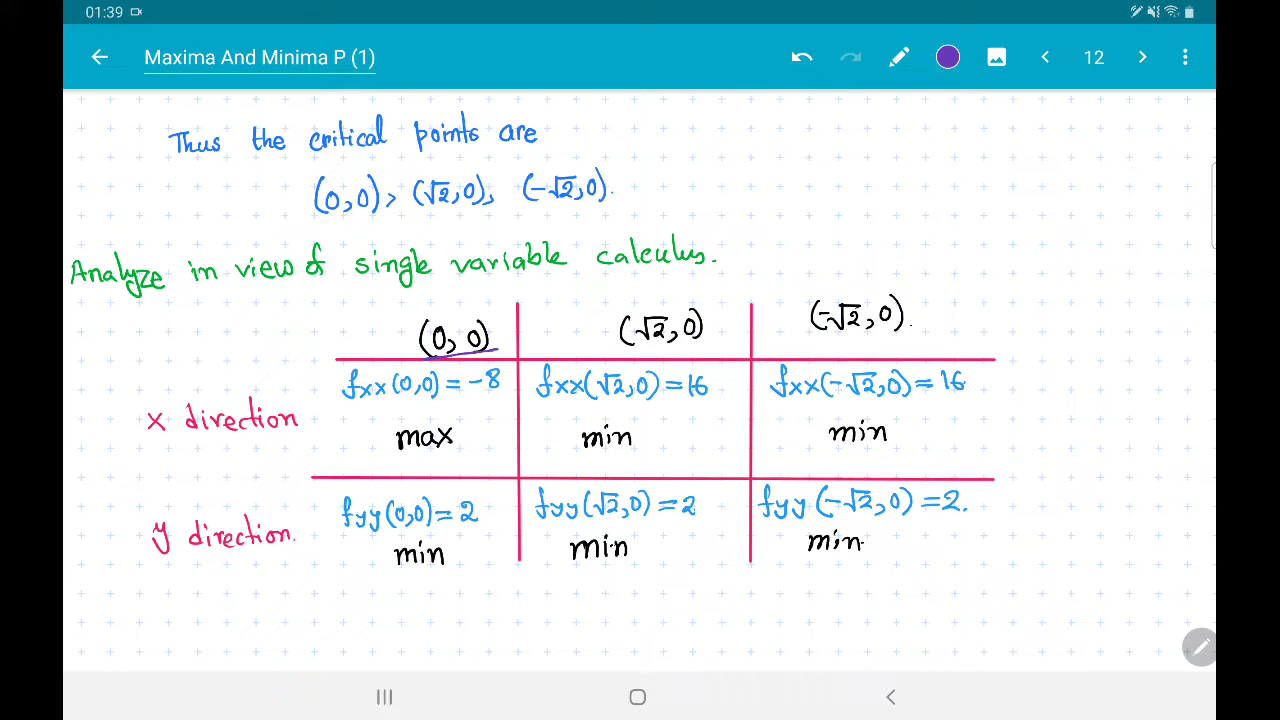 01:39
Maxima And Minima P (1)
12
Thus the critical points are
(0,0), (√2,0), (-√2,0).
Analyze in view of single variable calculus.
(0,0) (√2,0) (-√2,0).
fxx(0,0) = -8 fxx(√2,0) = 16 fxx(-√2,0) = 16
x direction
max min min
fyy(0,0) = 2 fyy(√2,0) = 2 fyy(-√2,0) = 2.
y direction.
min min min.